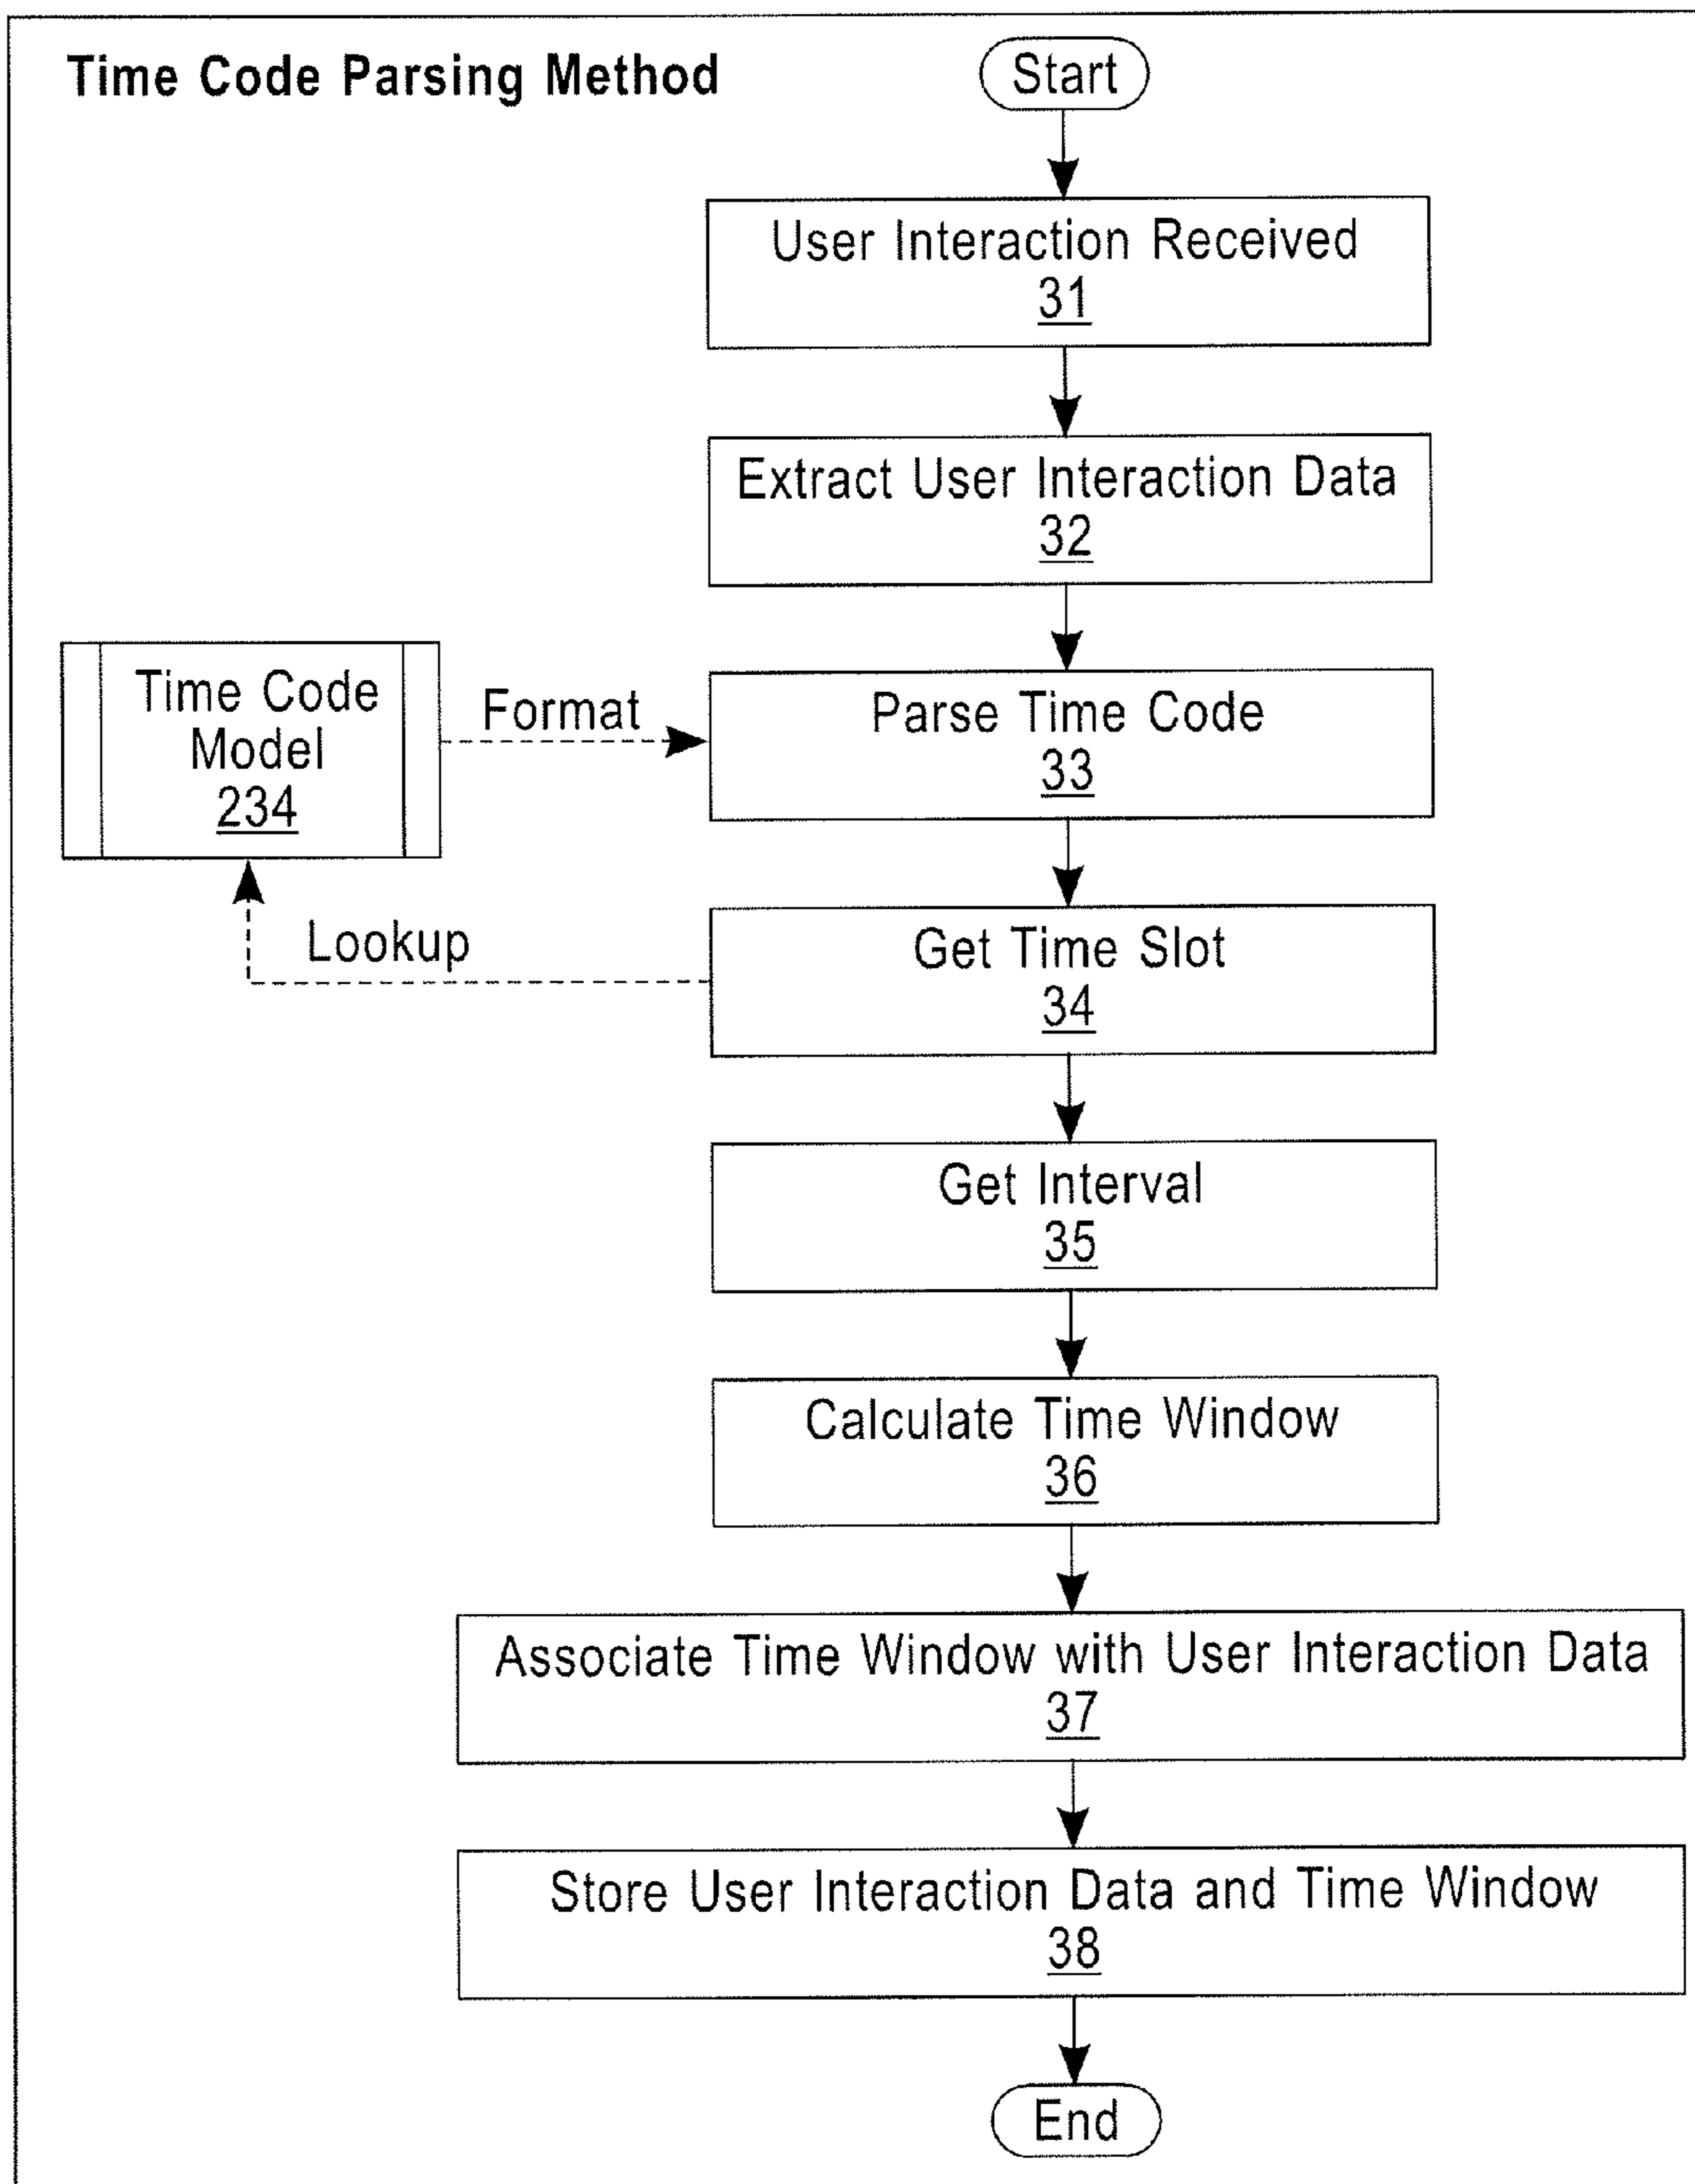 Time Code Parsing Method
Start
User Interaction Received
31
Extract User Interaction Data
32
Time Code
Model
234
Format
Parse Time Code
33
Lookup
Get Time Slot
34
Get Interval
35
Calculate Time Window
36
Associate Time Window with User Interaction Data
37
Store User Interaction Data and Time Window
38
End